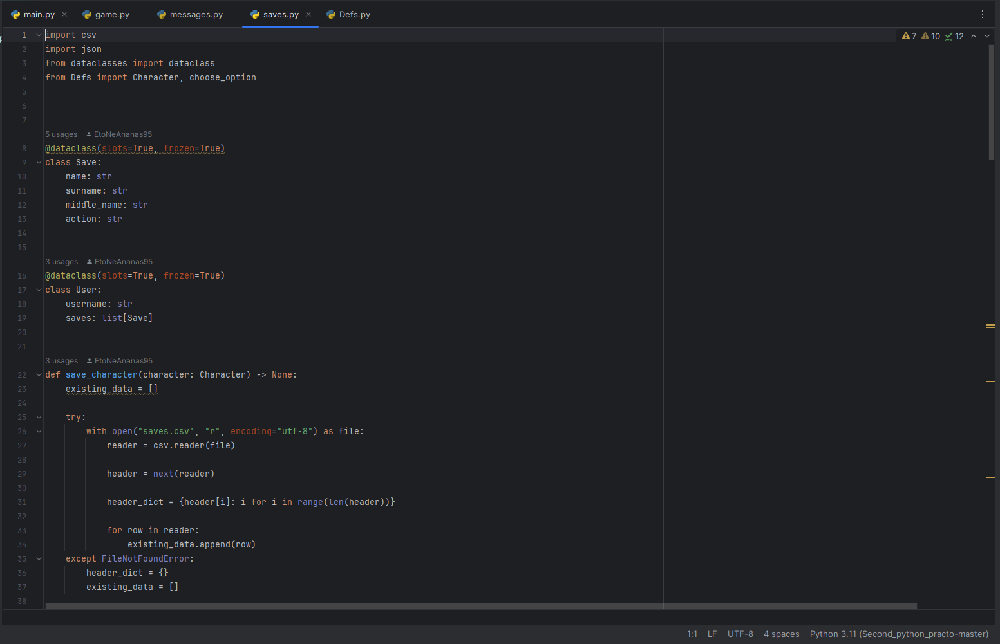 main.py game.py messages.py saves.py Defs.py
7 10 12
1 import csv
2 import json
3 from dataclasses import dataclass
4 from Defs import Character, choose_option
5
6
7
5 usages EtoNeAnanas95
8 @dataclass(slots=True, frozen=True)
9 class Save:
10 name: str
11 surname: str
12 middle_name: str
13 action: str
14
15
3 usages EtoNeAnanas95
16 @dataclass(slots=True, frozen=True)
17 class User:
18 username: str
19 saves: list[Save]
20
21
3 usages EtoNeAnanas95
22 def save_character(character: Character) -> None:
23 existing_data = []
24
25 try:
26 with open("saves.csv", "r", encoding="utf-8") as file:
27 reader = csv.reader(file)
28
29 header = next(reader)
30
31 header_dict = {header[i]: i for i in range(len(header))}
32
33 for row in reader:
34 existing_data.append(row)
35 except FileNotFoundError:
36 header_dict = {}
37 existing_data = []
38
1:1 LF UTF-8 4 spaces Python 3.11 (Second_python_practo-master)